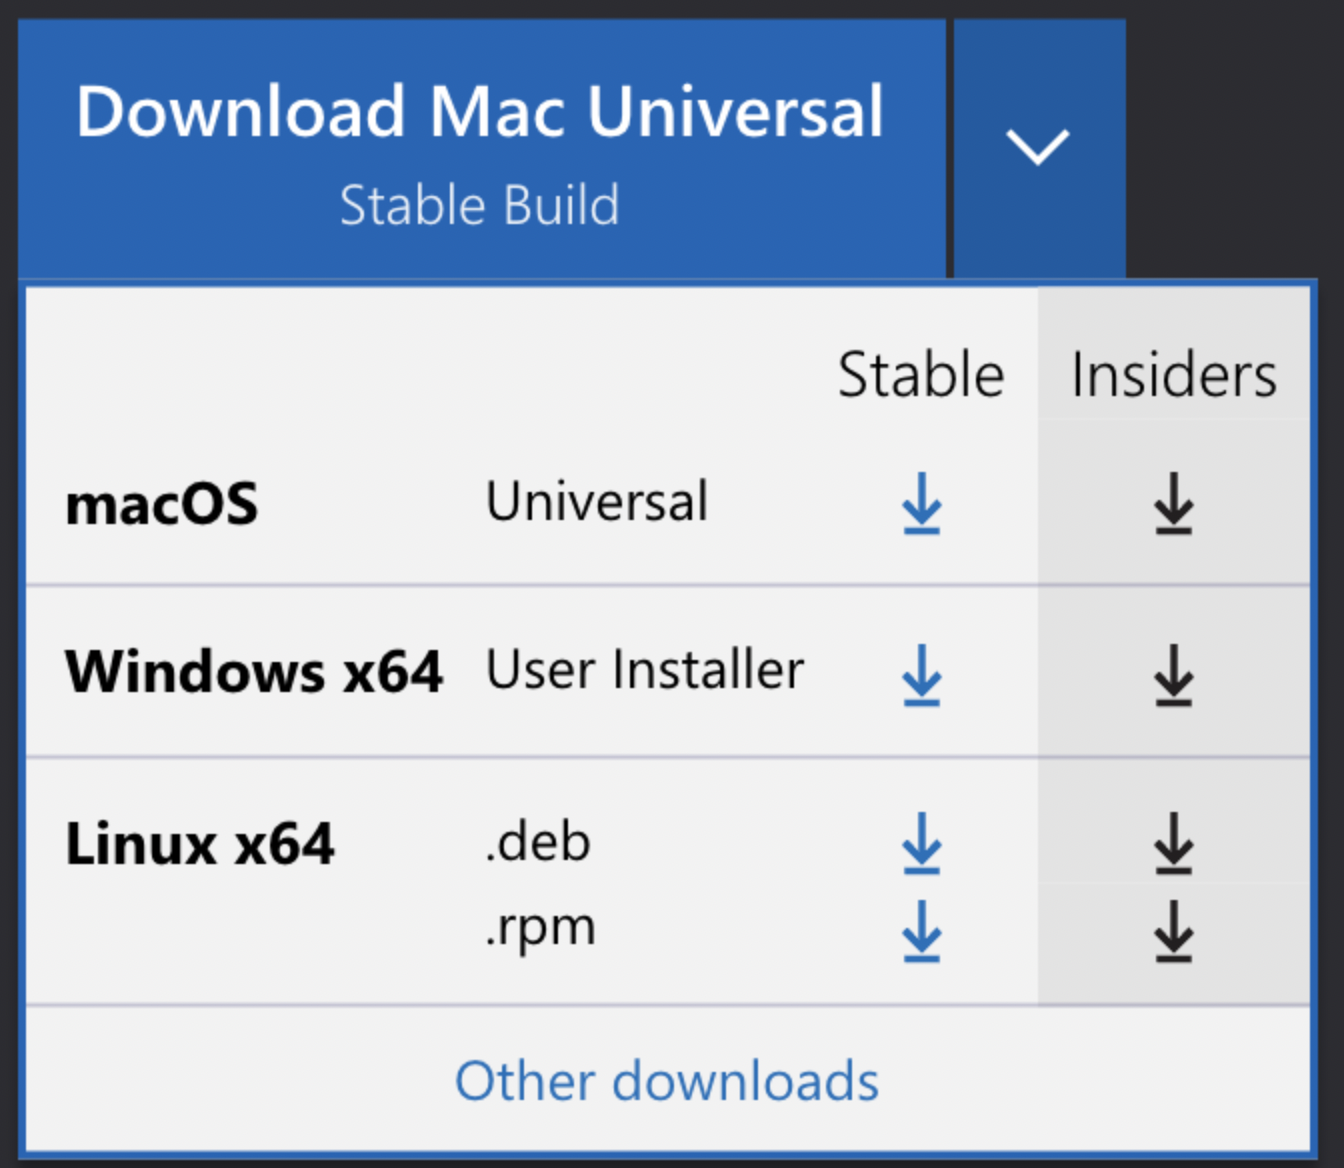 Download Mac Universal
Stable Build
Stable Insiders
macOS Universal
Windows x64 User Installer
Linux x64 .deb
.rpm
Other downloads